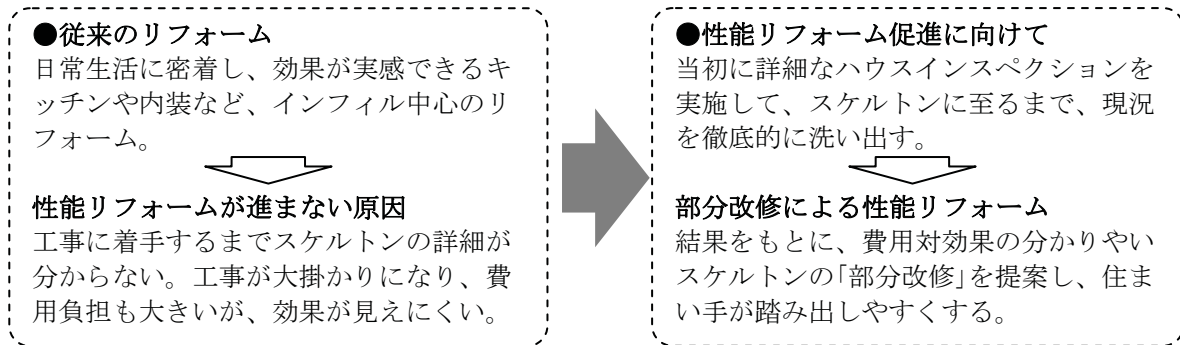 ●従来のリフォーム
日常生活に密着し、効果が実感できるキ
ッチンや内装など、インフィル中心のリ
フォーム。
性能リフォームが進まない原因
工事に着手するまでスケルトンの詳細が
分からない。工事が大掛かりになり、費
用負担も大きいが、効果が見えにくい。
●性能リフォーム促進に向けて
当初に詳細なハウスインスペクションを
実施して、スケルトンに至るまで、現況
を徹底的に洗い出す。
部分改修による性能リフォーム
結果をもとに、費用対効果の分かりやい
スケルトンの「部分改修」を提案し、住ま
い手が踏み出しやすくする。